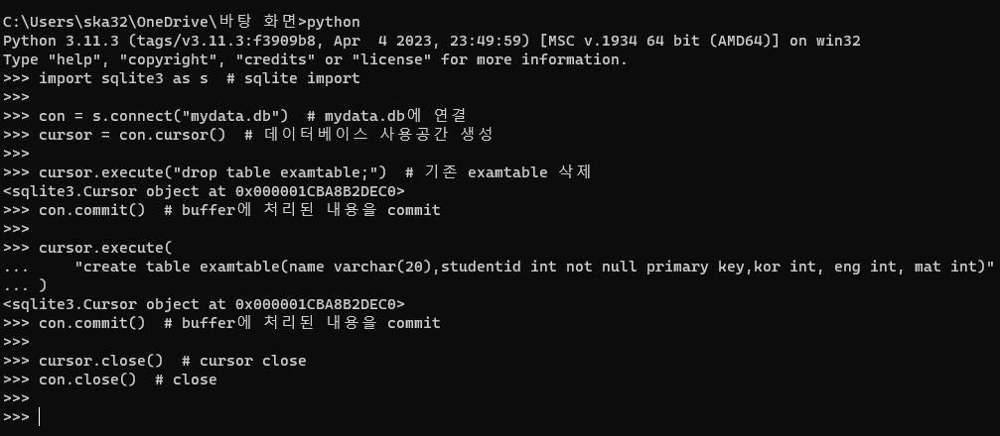 C:\Users\ska32\OneDrive\바탕 화면>python
Python 3.11.3 (tags/v3.11.3:f3909b8, Apr  4 2023, 23:49:59) [MSC v.1934 64 bit (AMD64)] on win32
Type "help", "copyright", "credits" or "license" for more information.
>>> import sqlite3 as s  # sqlite import
>>>
>>> con = s.connect("mydata.db")  # mydata.db에 연결
>>> cursor = con.cursor()  # 데이터베이스 사용공간 생성
>>>
>>> cursor.execute("drop table examtable;")  # 기존 examtable 삭제
<sqlite3.Cursor object at 0x000001CBA8B2DEC0>
>>> con.commit()  # buffer에 처리된 내용을 commit
>>>
>>> cursor.execute(
...     "create table examtable(name varchar(20),studentid int not null primary key,kor int, eng int, mat int)"
... )
<sqlite3.Cursor object at 0x000001CBA8B2DEC0>
>>> con.commit()  # buffer에 처리된 내용을 commit
>>>
>>> cursor.close()  # cursor close
>>> con.close()  # close
>>>
>>>